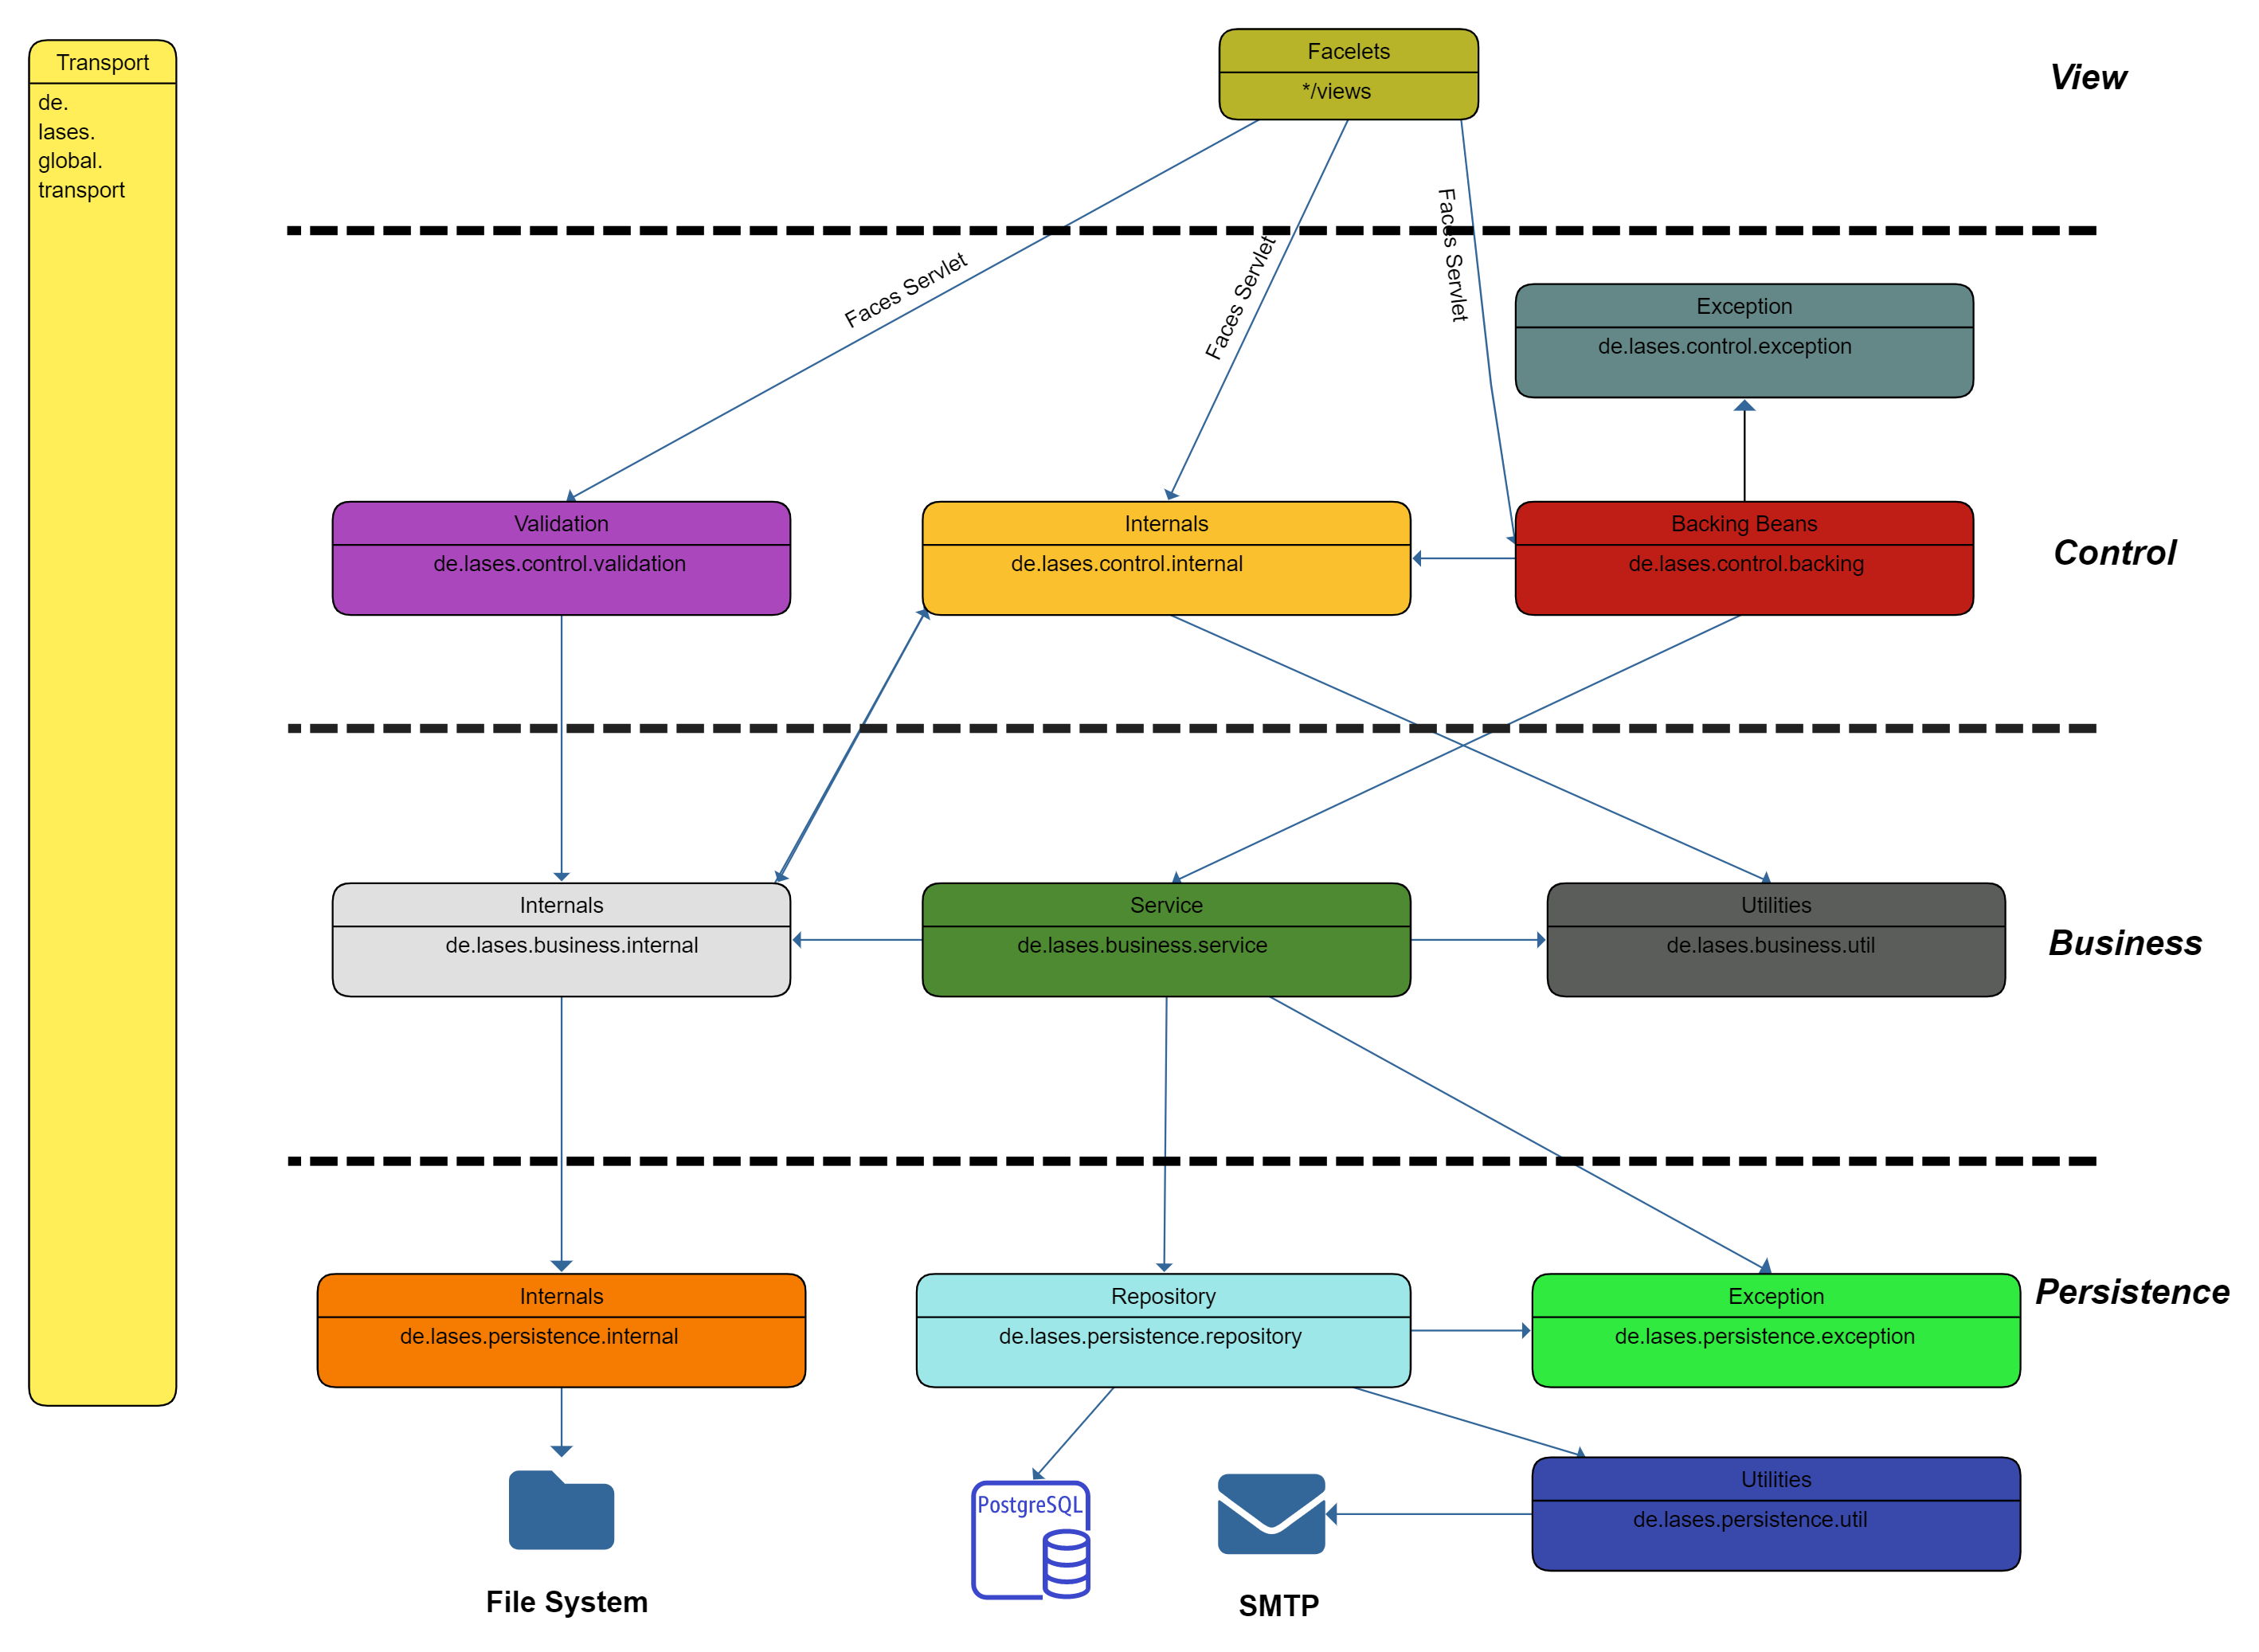 Transport
de.
lases.
global.
transport
Facelets
*/views
View
Faces Servlet
Faces Servlet
Faces Servlet
Exception
de.lases.control.exception
Validation
de.lases.control.validation
Internals
de.lases.control.internal
Backing Beans
de.lases.control.backing
Control
Internals
de.lases.business.internal
Service
de.lases.business.service
Utilities
de.lases.business.util
Business
Internals
de.lases.persistence.internal
Repository
de.lases.persistence.repository
Exception
de.lases.persistence.exception
Persistence
PostgreSQL
Utilities
de.lases.persistence.util
File System
SMTP